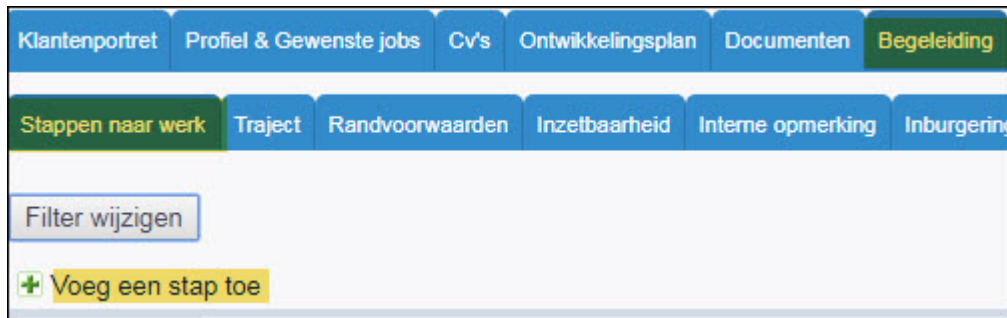 Klantenportret Profiel & Gewenste jobs Cv's Ontwikkelingsplan Documenten Begeleiding
Stappen naar werk Traject Randvoorwaarden Inzetbaarheid Interne opmerking Inburgering
Filter wijzigen
Voeg een stap toe